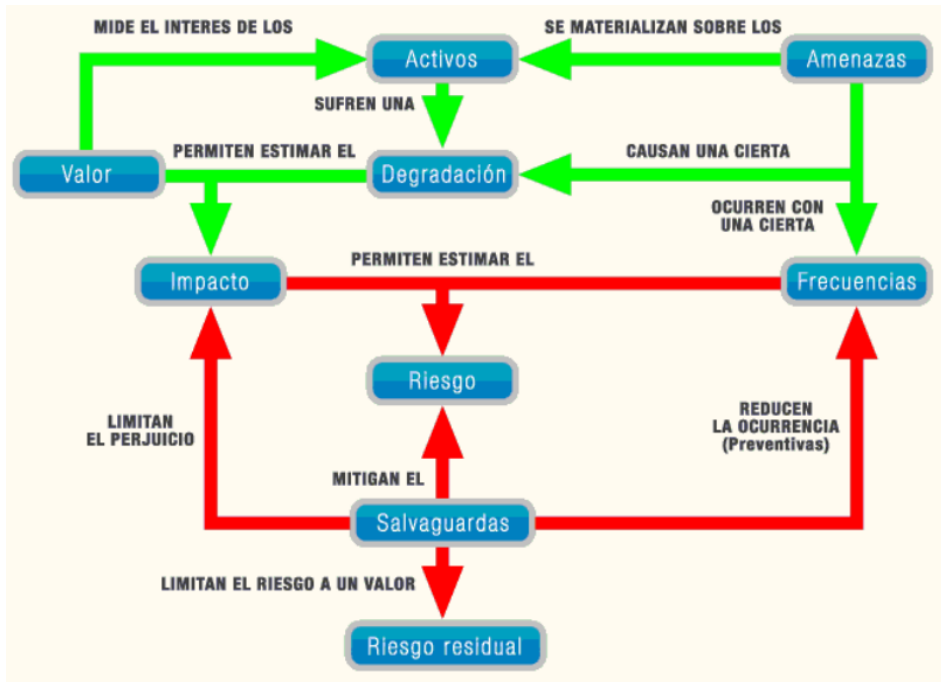 MIDE EL INTERES DE LOS
SE MATERIALIZAN SOBRE LOS
Activos
Amenazas
SUFREN UNA
PERMITEN ESTIMAR EL
CAUSAN UNA CIERTA
Valor
Degradación
OCURREN CON
UNA CIERTA
PERMITEN ESTIMAR EL
Impacto
Frecuencias
Riesgo
LIMITAN
EL PERJUICIO
REDUCEN
LA OCURRENCIA
(Preventivas)
MITIGAN EL
Salvaguardas
LIMITAN EL RIESGO A UN VALOR
Riesgo residual